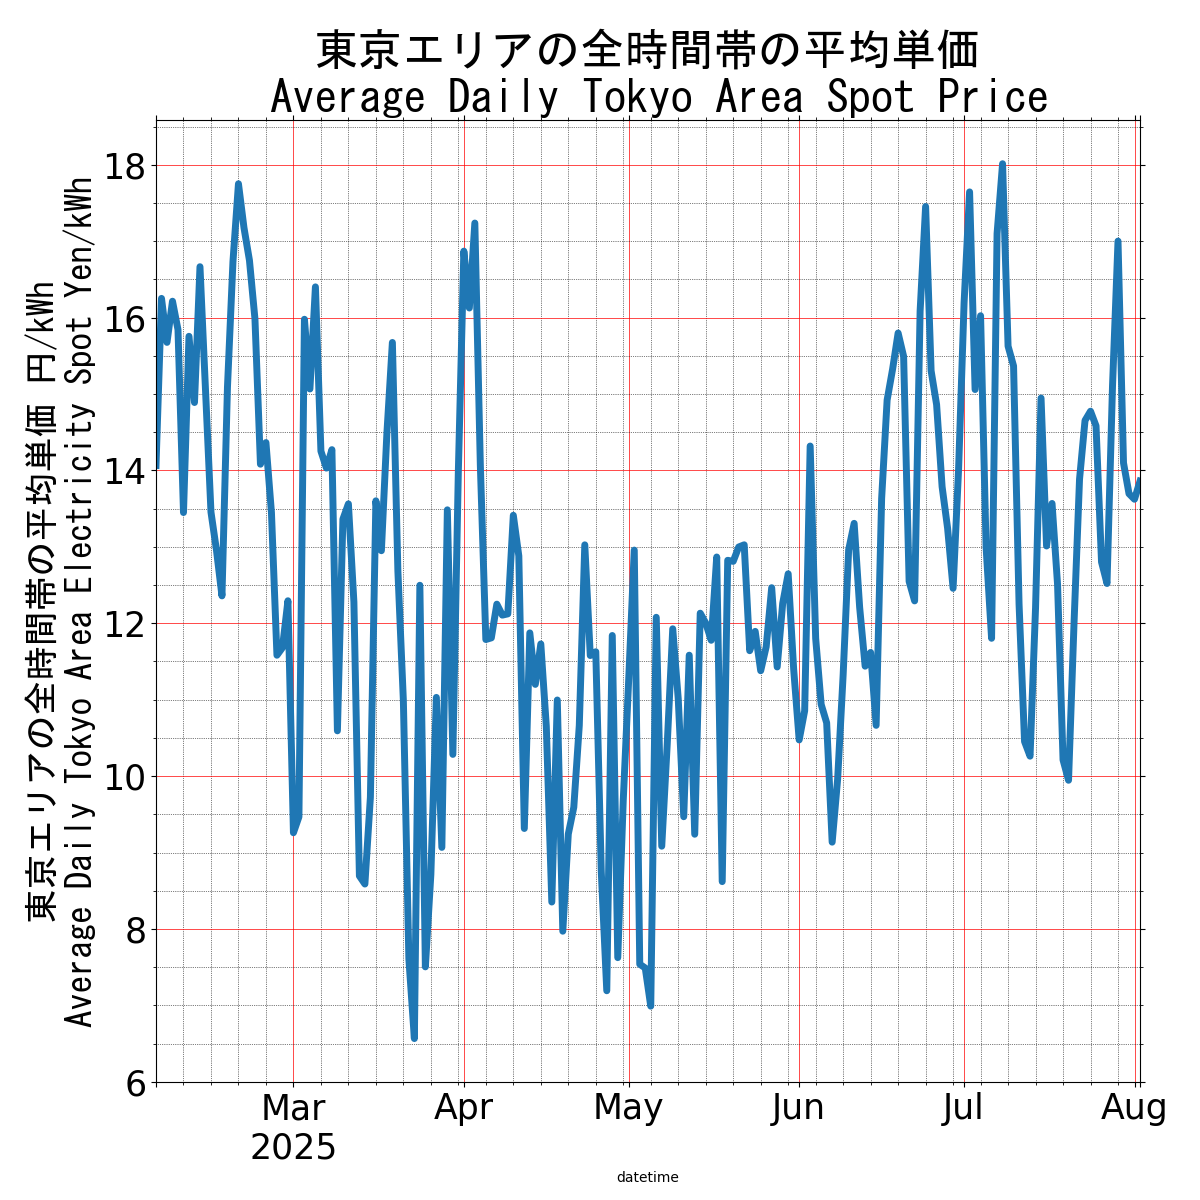 東京エリアの全時間帯の平均単価
Average Daily Tokyo Area Spot Price
東京エリアの全時間帯の平均単価 円/kWh
Average Daily Tokyo Area Electricity Spot Yen/kWh
18
16
14
12
10
8
6
Mar
2025
Apr
May
Jun
Jul
Aug
datetime